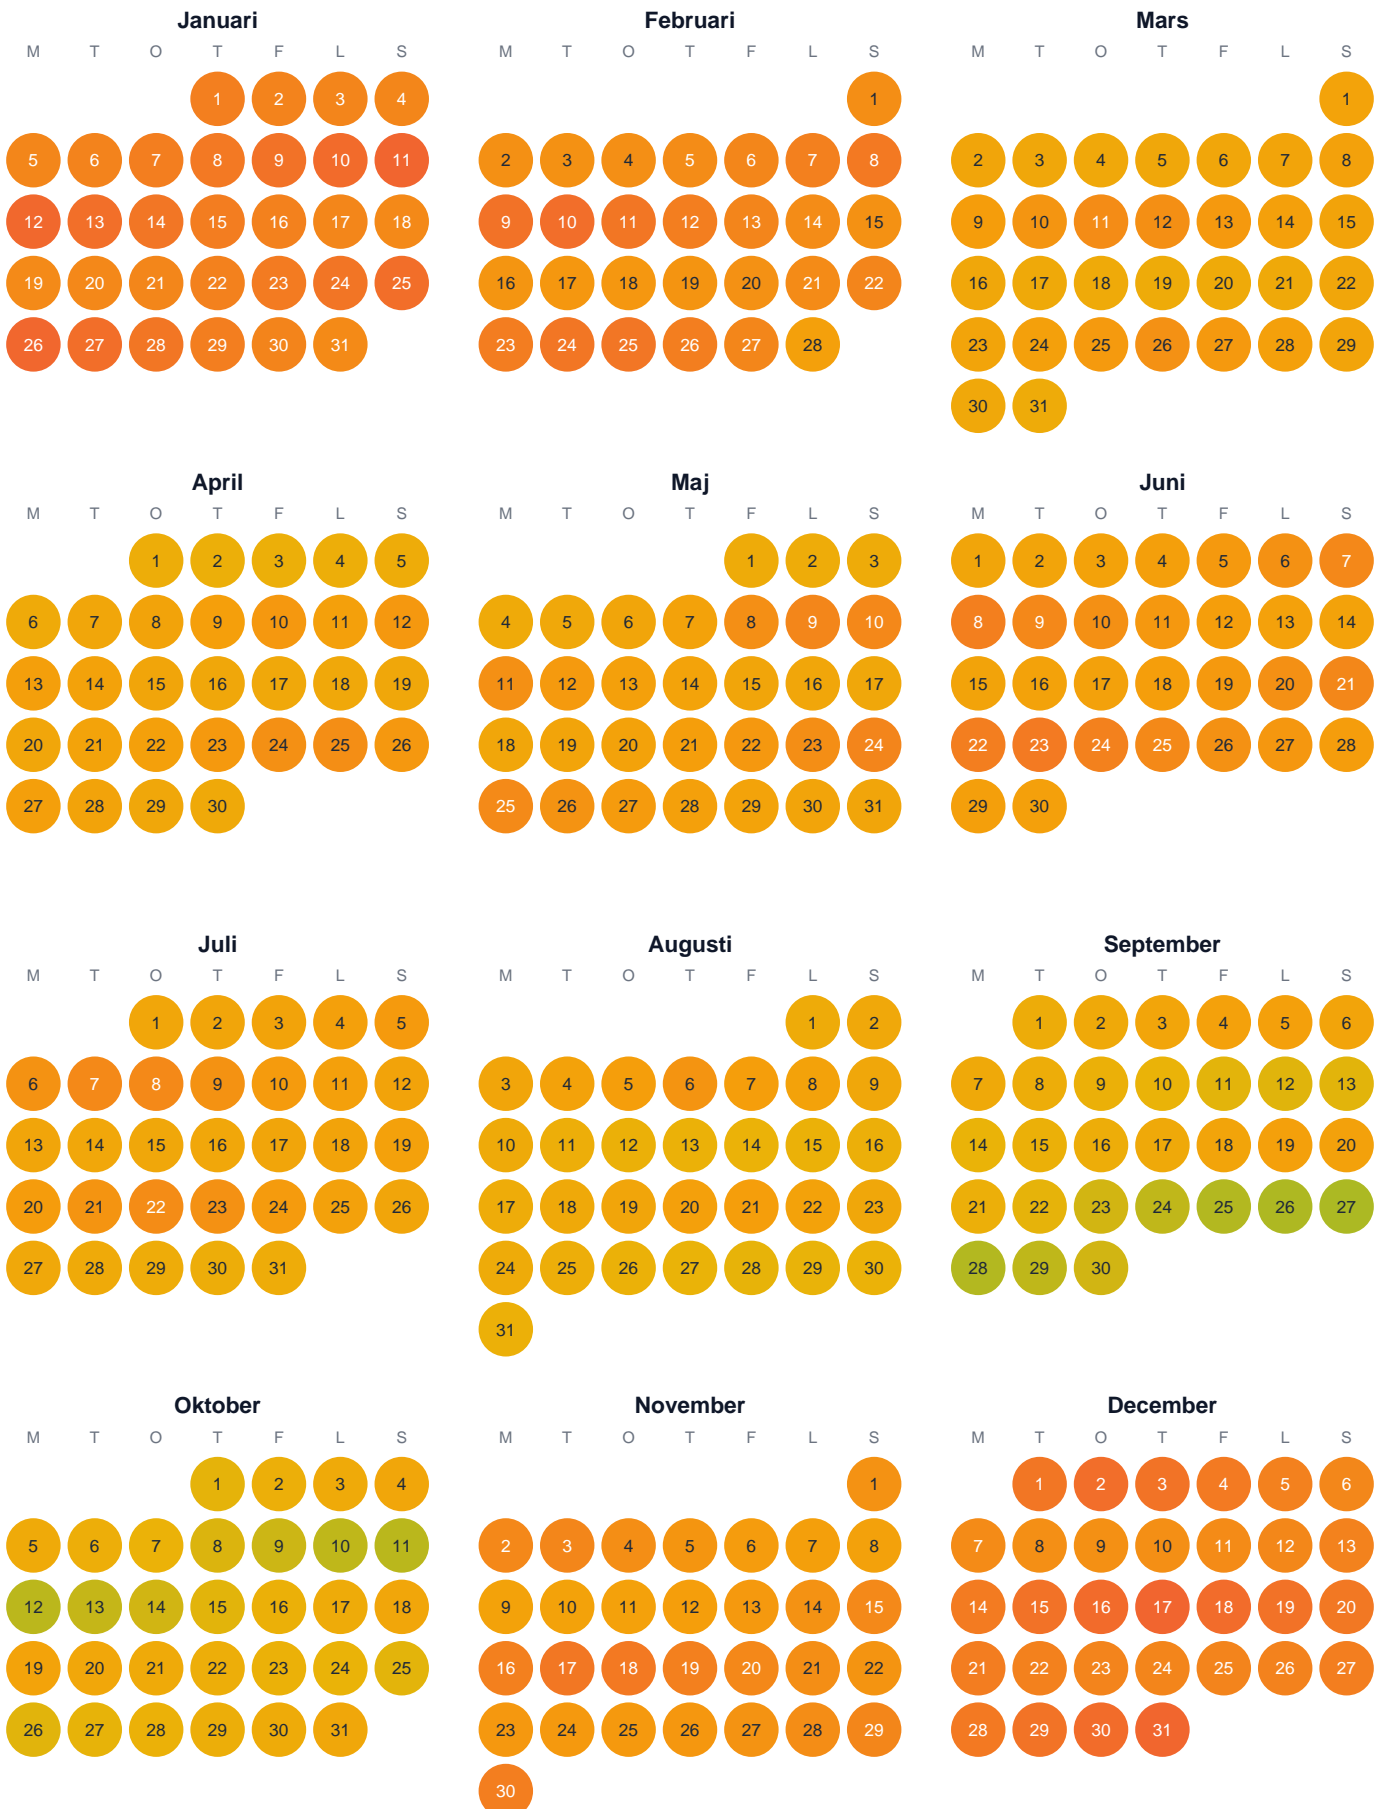 Januari Februari Mars
M T O T F L S M T O T F L S M T O T F L S
1 2 3 4 1 1
5 6 7 8 9 10 11 2 3 4 5 6 7 8 2 3 4 5 6 7 8
12 13 14 15 16 17 18 9 10 11 12 13 14 15 9 10 11 12 13 14 15
19 20 21 22 23 24 25 16 17 18 19 20 21 22 16 17 18 19 20 21 22
26 27 28 29 30 31 23 24 25 26 27 28 23 24 25 26 27 28 29
30 31
April Maj Juni
M T O T F L S M T O T F L S M T O T F L S
1 2 3 4 5 1 2 3 1 2 3 4 5 6 7
6 7 8 9 10 11 12 4 5 6 7 8 9 10 8 9 10 11 12 13 14
13 14 15 16 17 18 19 11 12 13 14 15 16 17 15 16 17 18 19 20 21
20 21 22 23 24 25 26 18 19 20 21 22 23 24 22 23 24 25 26 27 28
27 28 29 30 25 26 27 28 29 30 31 29 30
Juli Augusti September
M T O T F L S M T O T F L S M T O T F L S
1 2 3 4 5 1 2 1 2 3 4 5 6
6 7 8 9 10 11 12 3 4 5 6 7 8 9 7 8 9 10 11 12 13
13 14 15 16 17 18 19 10 11 12 13 14 15 16 14 15 16 17 18 19 20
20 21 22 23 24 25 26 17 18 19 20 21 22 23 21 22 23 24 25 26 27
27 28 29 30 31 24 25 26 27 28 29 30 28 29 30
31
Oktober November December
M T O T F L S M T O T F L S M T O T F L S
1 2 3 4 1 1 2 3 4 5 6
5 6 7 8 9 10 11 2 3 4 5 6 7 8 7 8 9 10 11 12 13
12 13 14 15 16 17 18 9 10 11 12 13 14 15 14 15 16 17 18 19 20
19 20 21 22 23 24 25 16 17 18 19 20 21 22 21 22 23 24 25 26 27
26 27 28 29 30 31 23 24 25 26 27 28 29 28 29 30 31
30